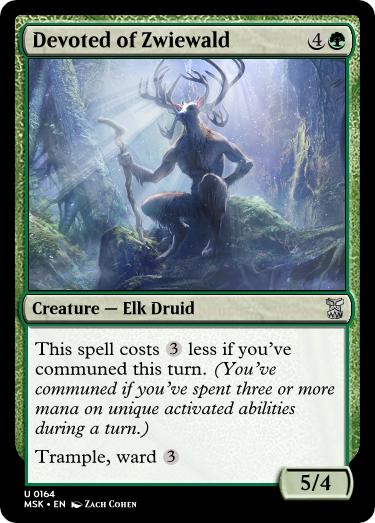 Devoted of Zwiewald 4
Creature — Elk Druid
This spell costs 3 less if you've
communed this turn. (You've
communed if you've spent three or more
mana on unique activated abilities
during a turn.)
Trample, ward 3
5/4
U 0164
MSK • EN Zach Cohen